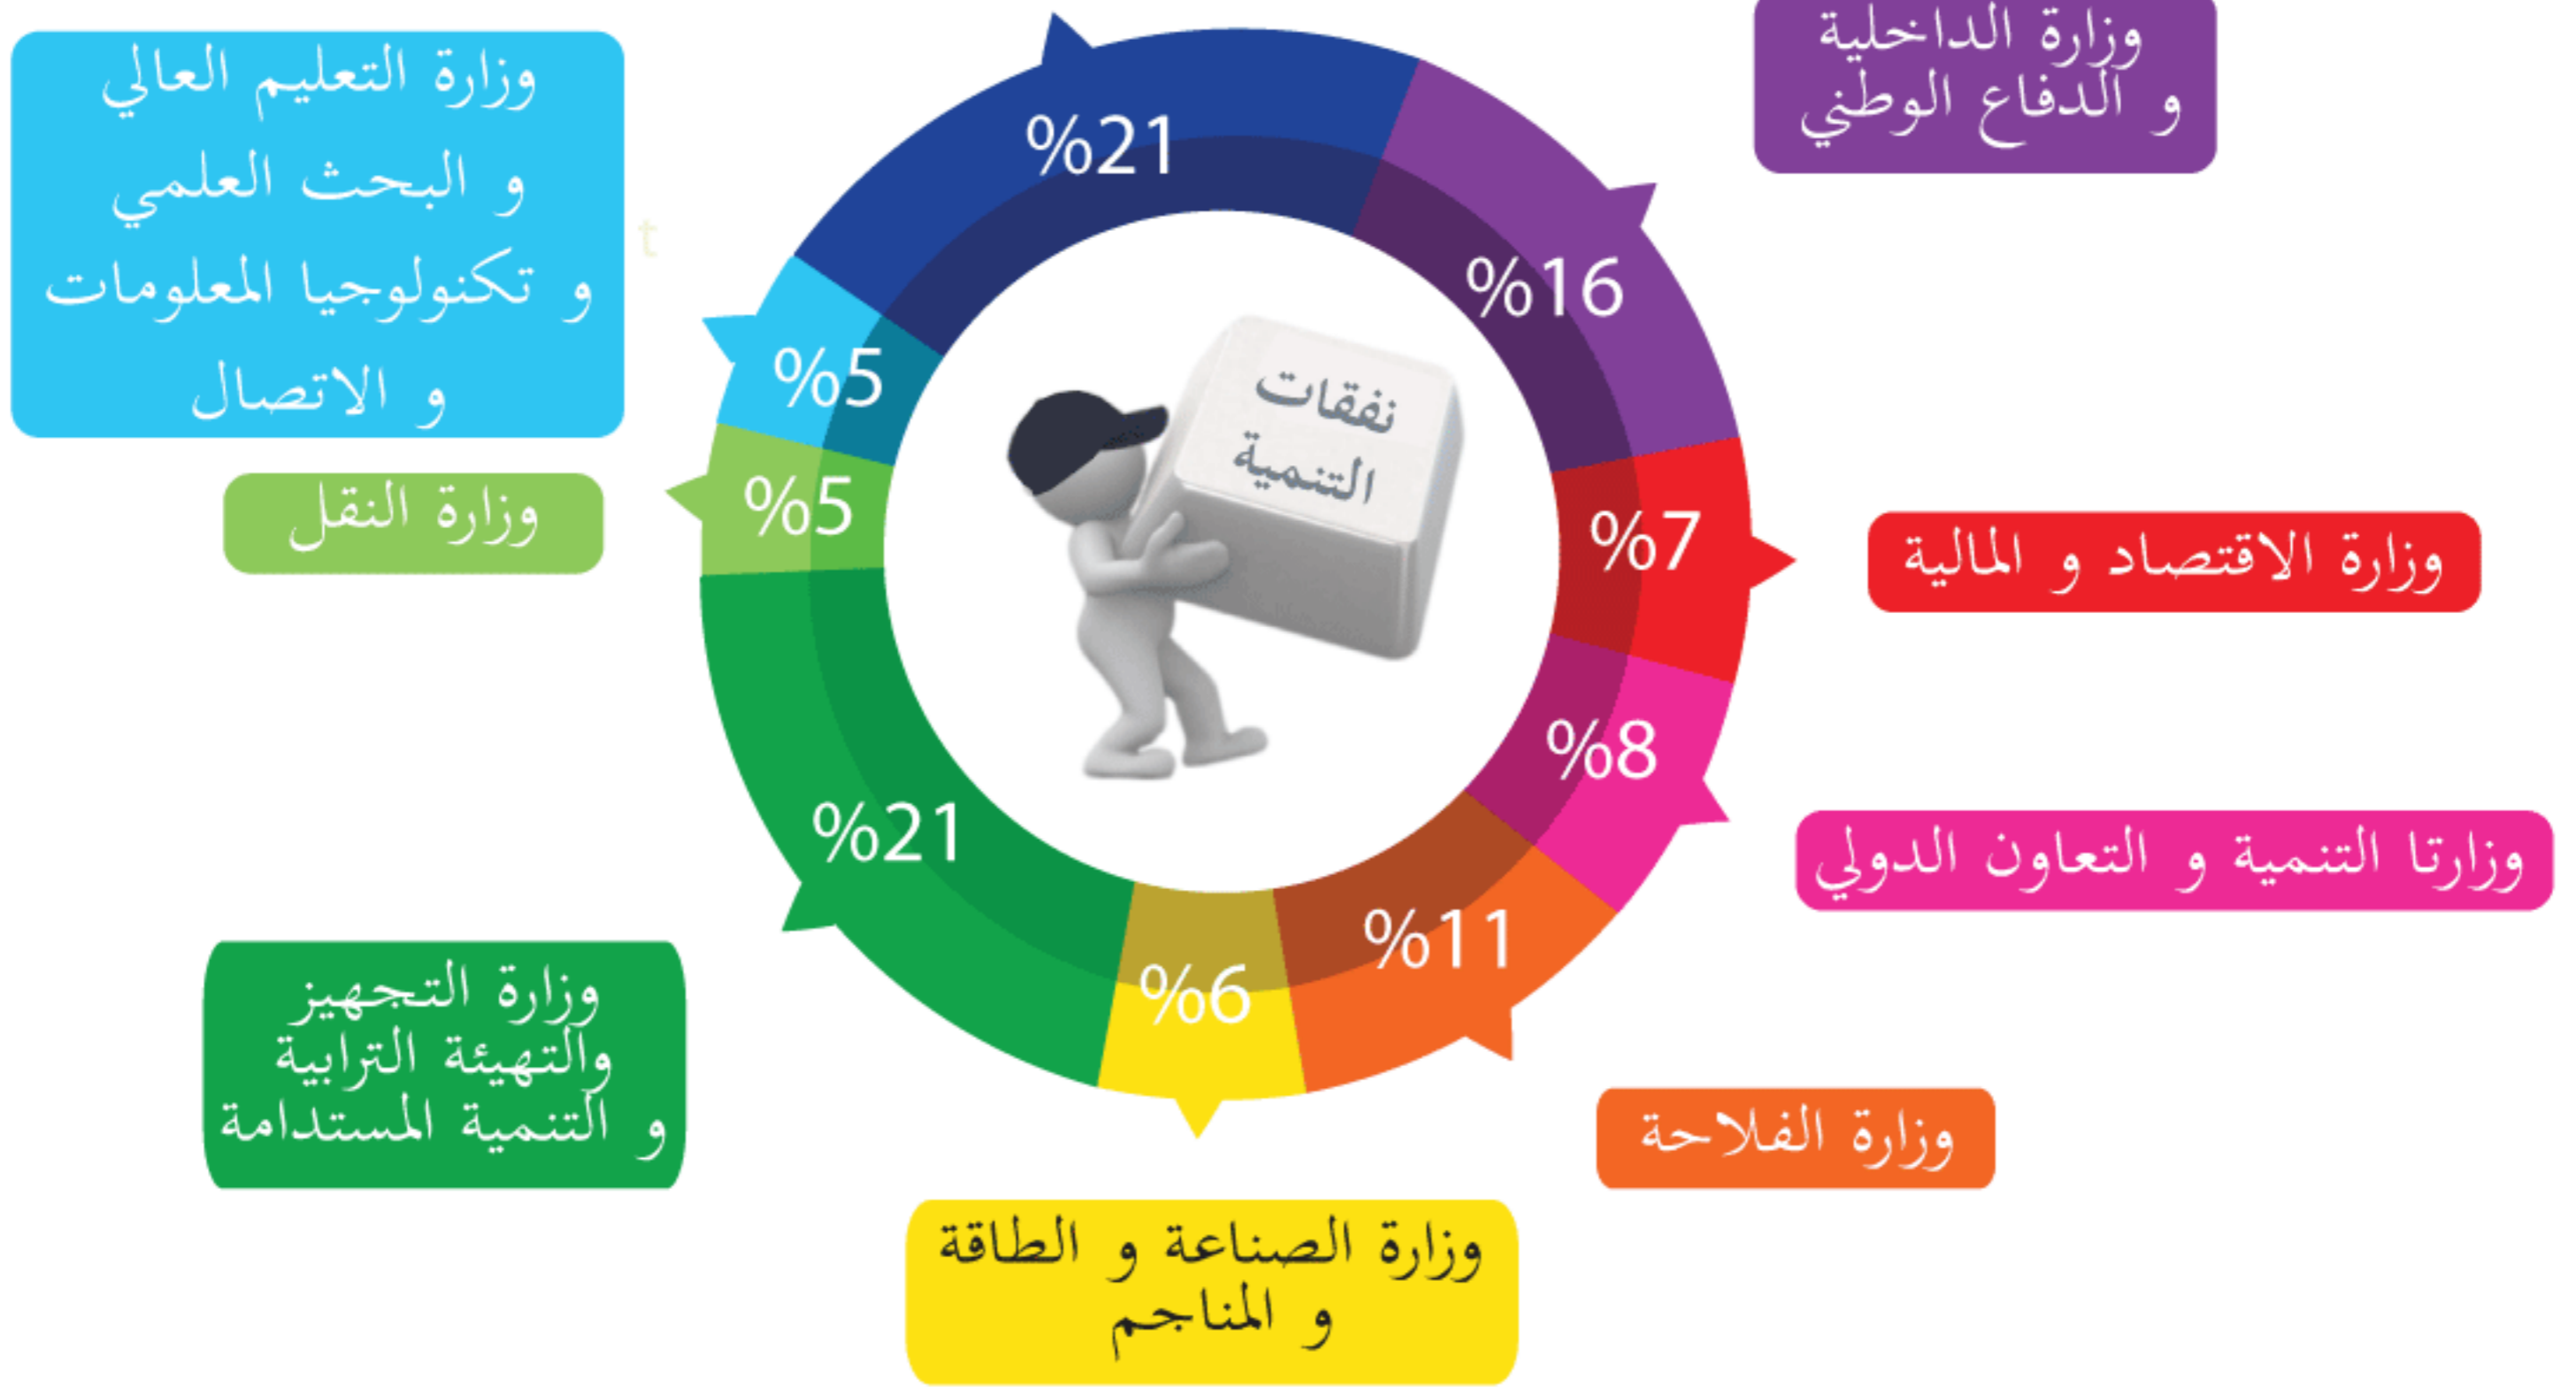 وزارة الداخلية
و الدفاع الوطني
%21
%16
وزارة التعليم العالي
و البحث العلمي
و تكنولوجيا المعلومات
و الاتصال
%5
نفقات
التنمية
وزارة النقل
%5
%7
وزارة الاقتصاد و المالية
%8
وزارتا التنمية و التعاون الدولي
%21
%11
وزارة التجهيز
والتهيئة الترابية
و التنمية المستدامة
%6
وزارة الفلاحة
وزارة الصناعة و الطاقة
و المناجم
t